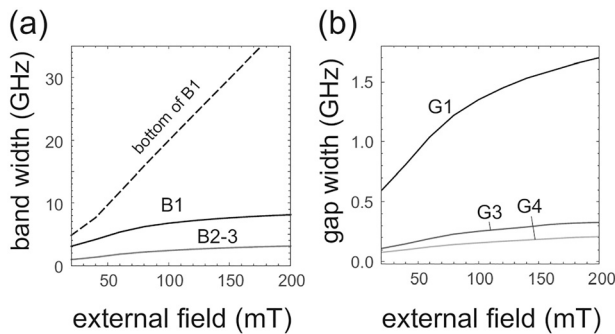 (a)
band width (GHz)
30
20
10
0
bottom of B1
B1
B2-3
50
100
150
200
external field (mT)
(b)
gap width (GHz)
1.5
1.0
0.5
0.0
G1
G3
G4
50
100
150
200
external field (mT)